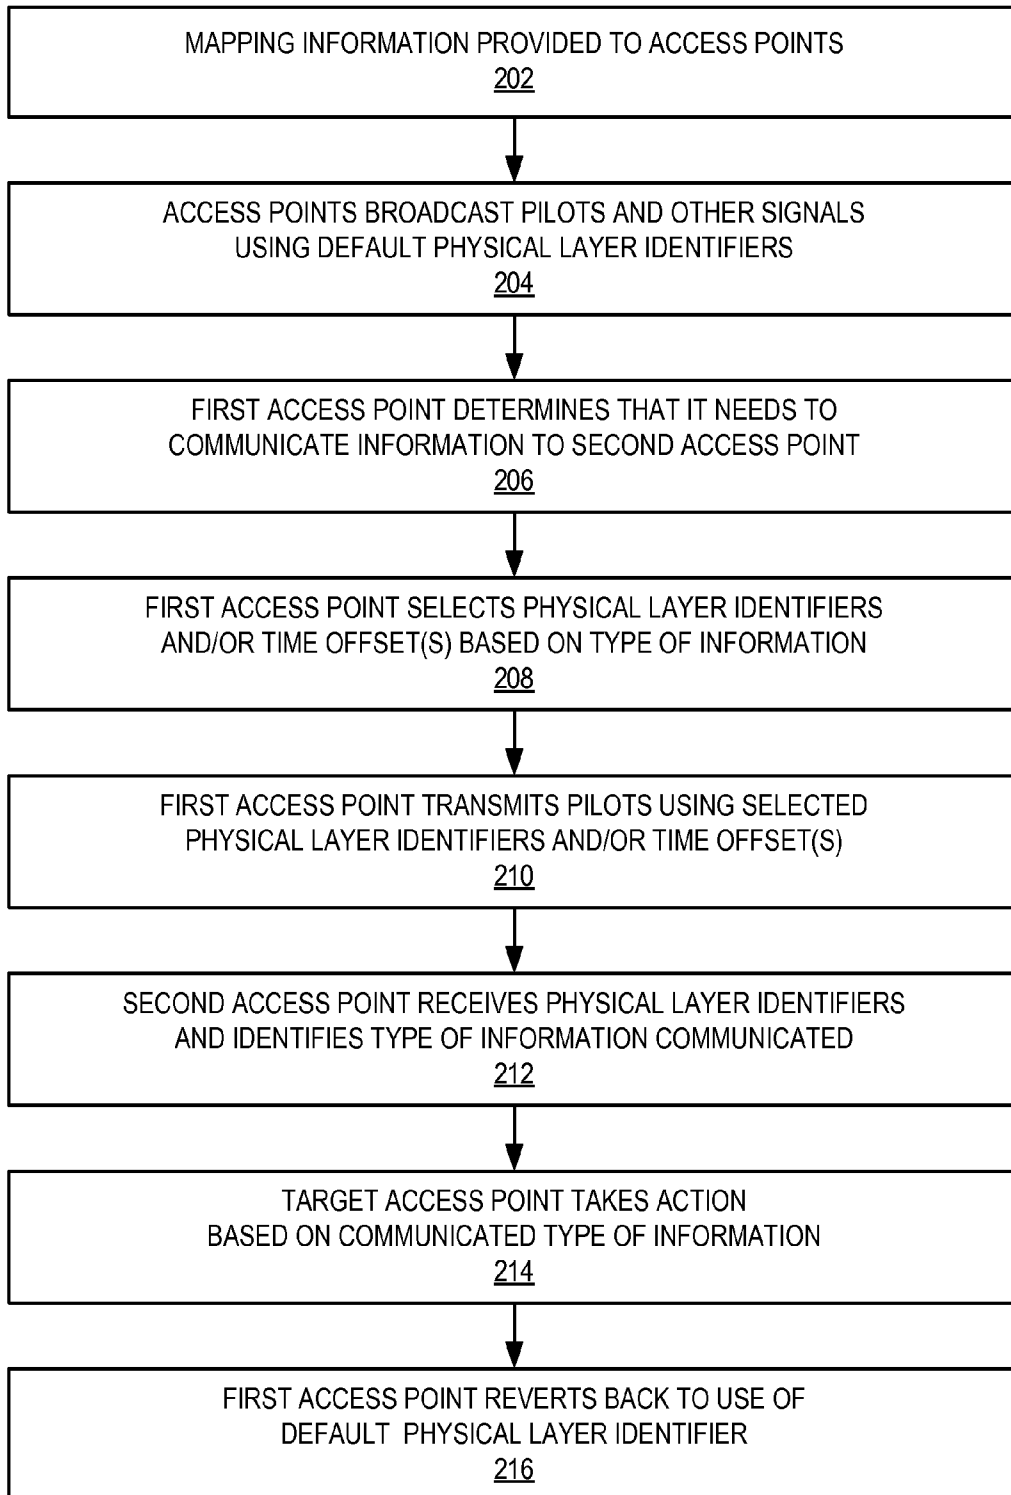 MAPPING INFORMATION PROVIDED TO ACCESS POINTS
202
ACCESS POINTS BROADCAST PILOTS AND OTHER SIGNALS
USING DEFAULT PHYSICAL LAYER IDENTIFIERS
204
FIRST ACCESS POINT DETERMINES THAT IT NEEDS TO
COMMUNICATE INFORMATION TO SECOND ACCESS POINT
206
FIRST ACCESS POINT SELECTS PHYSICAL LAYER IDENTIFIERS
AND/OR TIME OFFSET(S) BASED ON TYPE OF INFORMATION
208
FIRST ACCESS POINT TRANSMITS PILOTS USING SELECTED
PHYSICAL LAYER IDENTIFIERS AND/OR TIME OFFSET(S)
210
SECOND ACCESS POINT RECEIVES PHYSICAL LAYER IDENTIFIERS
AND IDENTIFIES TYPE OF INFORMATION COMMUNICATED
212
TARGET ACCESS POINT TAKES ACTION
BASED ON COMMUNICATED TYPE OF INFORMATION
214
FIRST ACCESS POINT REVERTS BACK TO USE OF
DEFAULT PHYSICAL LAYER IDENTIFIER
216